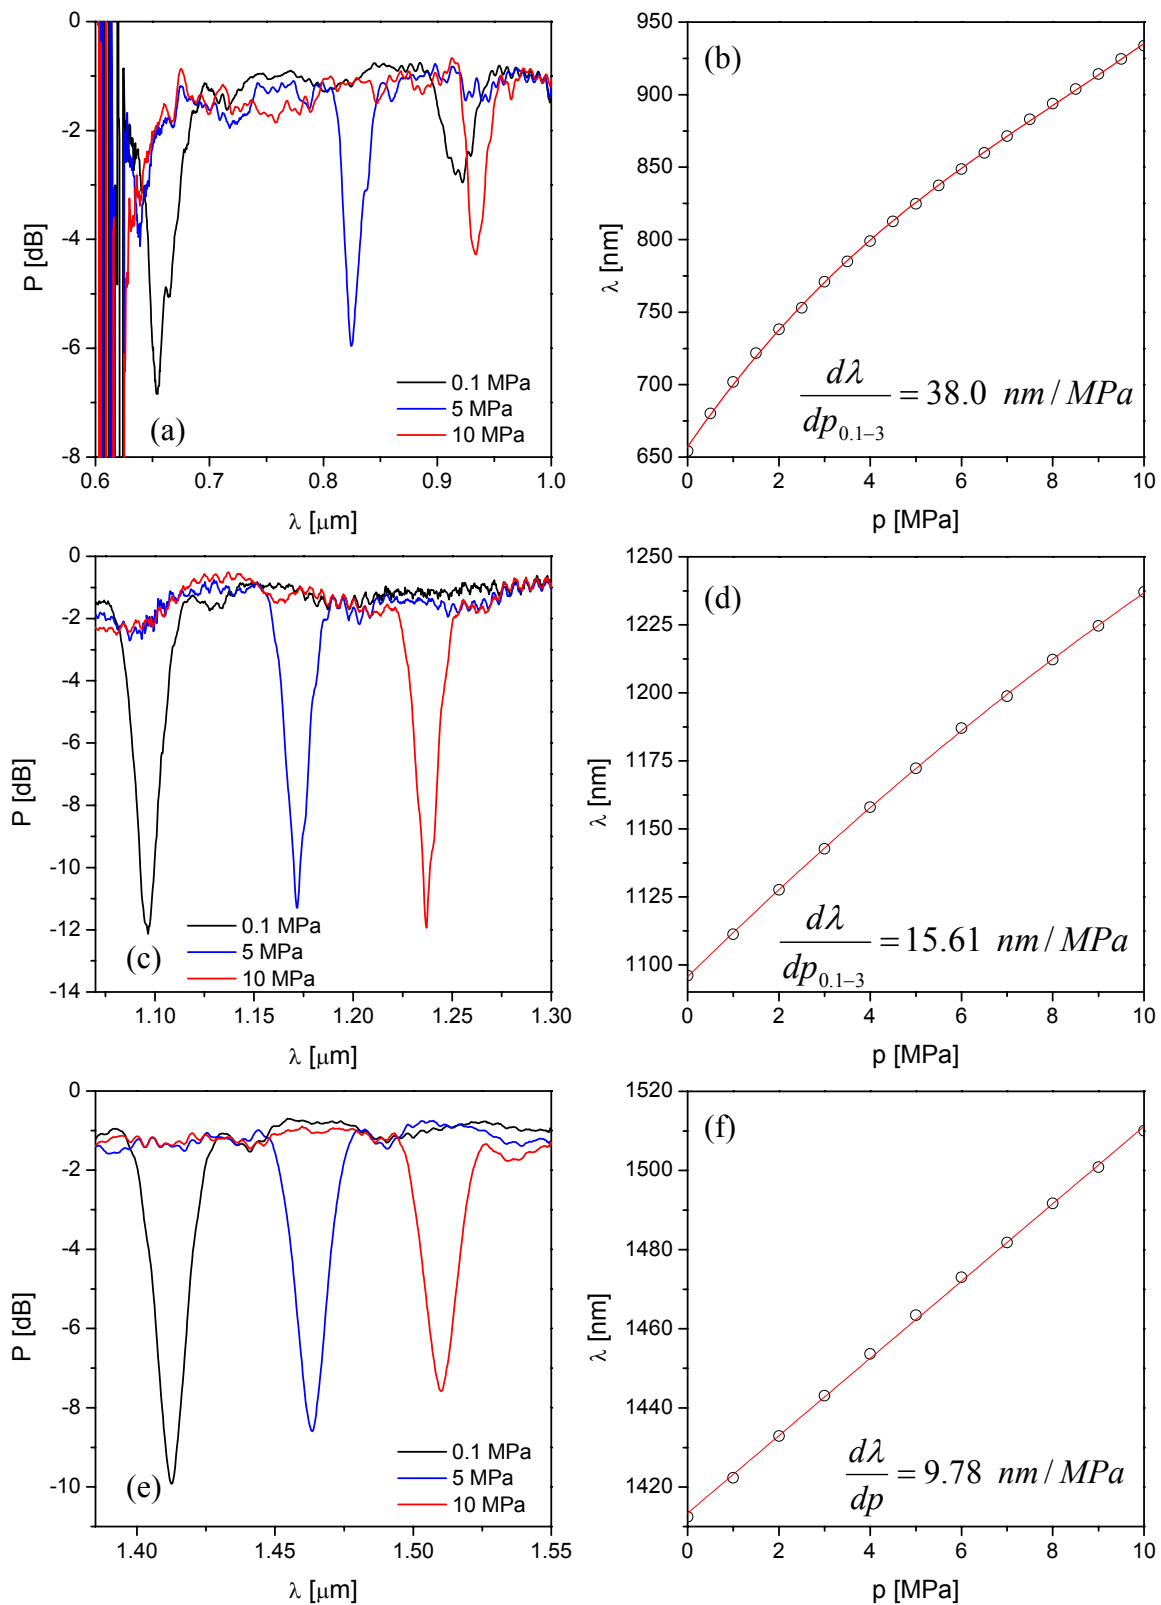 0
-2
-4
-6
-8
P [dB]
0.6 0.7 0.8 0.9 1.0
λ [μm]
0.1 MPa
5 MPa
10 MPa
(a)
950
900
850
800
750
700
650
λ [nm]
0 2 4 6 8 10
p [MPa]
(b)
dλ/dp0.1–3 = 38.0 nm/MPa
0
-2
-4
-6
-8
-10
-12
-14
P [dB]
1.10 1.15 1.20 1.25 1.30
λ [μm]
0.1 MPa
5 MPa
10 MPa
(c)
1250
1225
1200
1175
1150
1125
1100
λ [nm]
0 2 4 6 8 10
p [MPa]
(d)
dλ/dp0.1–3 = 15.61 nm/MPa
0
-2
-4
-6
-8
-10
P [dB]
1.40 1.45 1.50 1.55
λ [μm]
0.1 MPa
5 MPa
10 MPa
(e)
1520
1500
1480
1460
1440
1420
λ [nm]
0 2 4 6 8 10
p [MPa]
(f)
dλ/dp = 9.78 nm/MPa